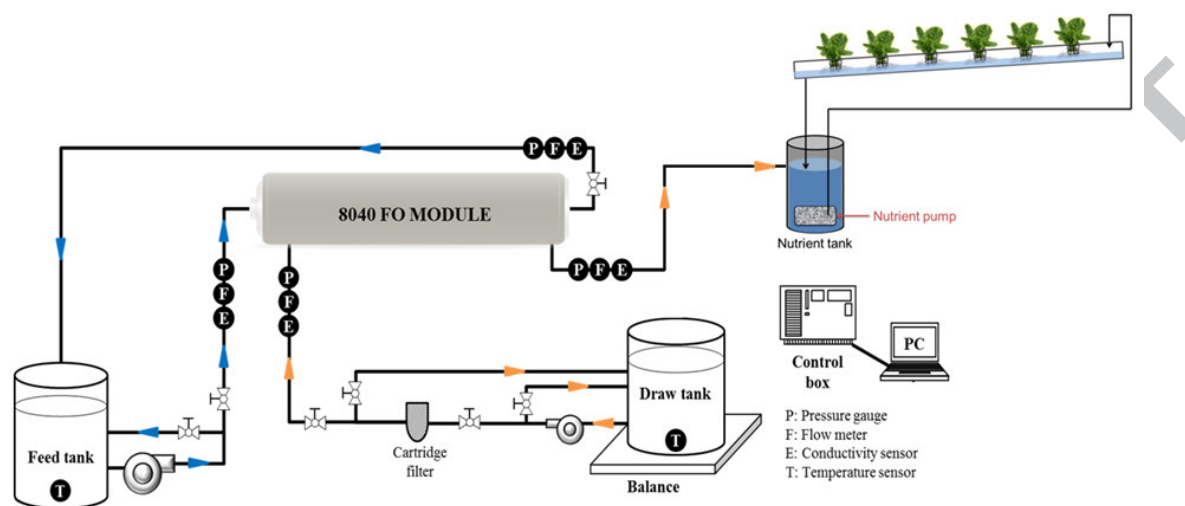 P F E
8040 FO MODULE
Nutrient pump
Nutrient tank
P F E
P
F
E
P
F
E
PC
Control
box
Draw tank
T
Feed tank
T
Cartridge
filter
Balance
P: Pressure gauge
F: Flow meter
E: Conductivity sensor
T: Temperature sensor